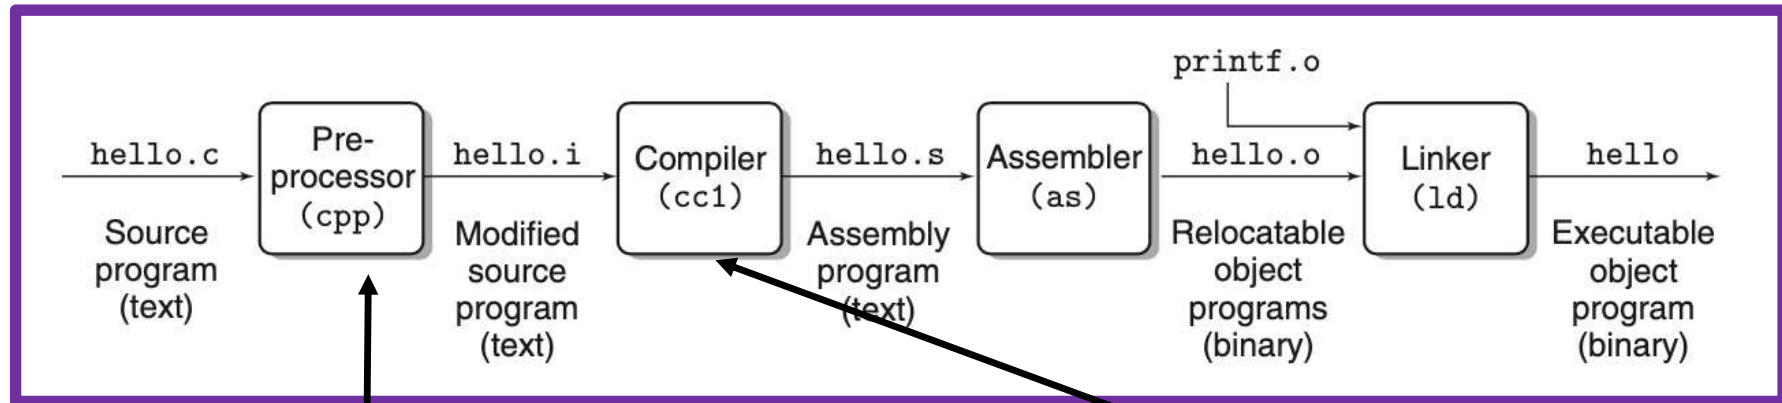 printf.o
hello.c
Pre-
processor
(cpp)
hello.i
Compiler
(cc1)
hello.s
Assembler
(as)
hello.o
Linker
(ld)
hello
Source
program
(text)
Modified
source
program
(text)
Assembly
program
(text)
Relocatable
object
programs
(binary)
Executable
object
program
(binary)